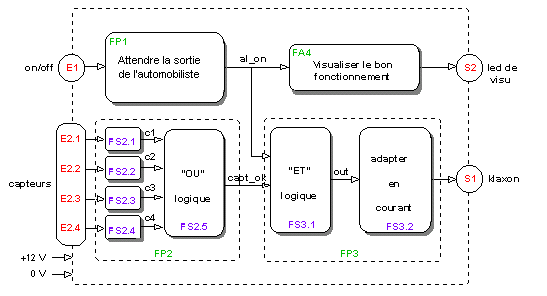 FP1
FA4
Attendre la sortie
de l'automobiliste
on/off
E1
al_on
Visualiser le bon
fonctionnement
S2
led de
visu
E2.1
FS2.1
c1
E2.2
FS2.2
c2
E2.3
FS2.3
c3
E2.4
FS2.4
c4
capteurs
"OU"
logique
FS2.5
capt_ok
"ET"
logique
FS3.1
out
adapter
en
courant
FS3.2
S1
klaxon
FP2
FP3
+12 V
0 V